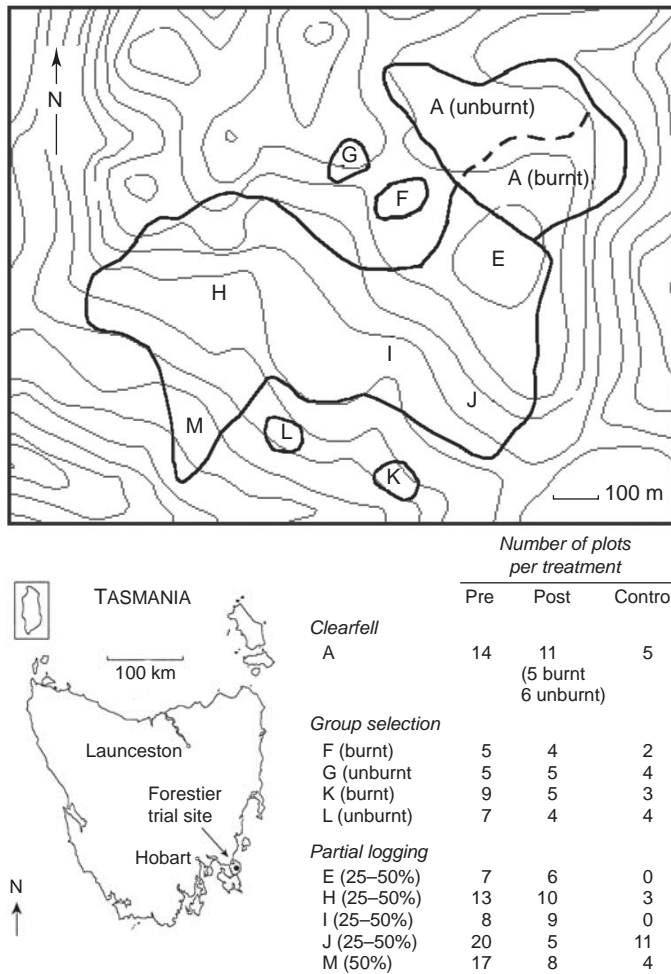 N
A (unburnt)
G
A (burnt)
F
E
H
I
J
M
L
K
100 m
TASMANIA
100 km
Launceston
Forestier
trial site
Hobart
N
Number of plots
per treatment
Pre Post Contro
Clearfell
A 14 11 5
(5 burnt
6 unburnt)
Group selection
F (burnt) 5 4 2
G (unburnt 5 5 4
K (burnt) 9 5 3
L (unburnt) 7 4 4
Partial logging
E (25–50%) 7 6 0
H (25–50%) 13 10 3
I (25–50%) 8 9 0
J (25–50%) 20 5 11
M (50%) 17 8 4